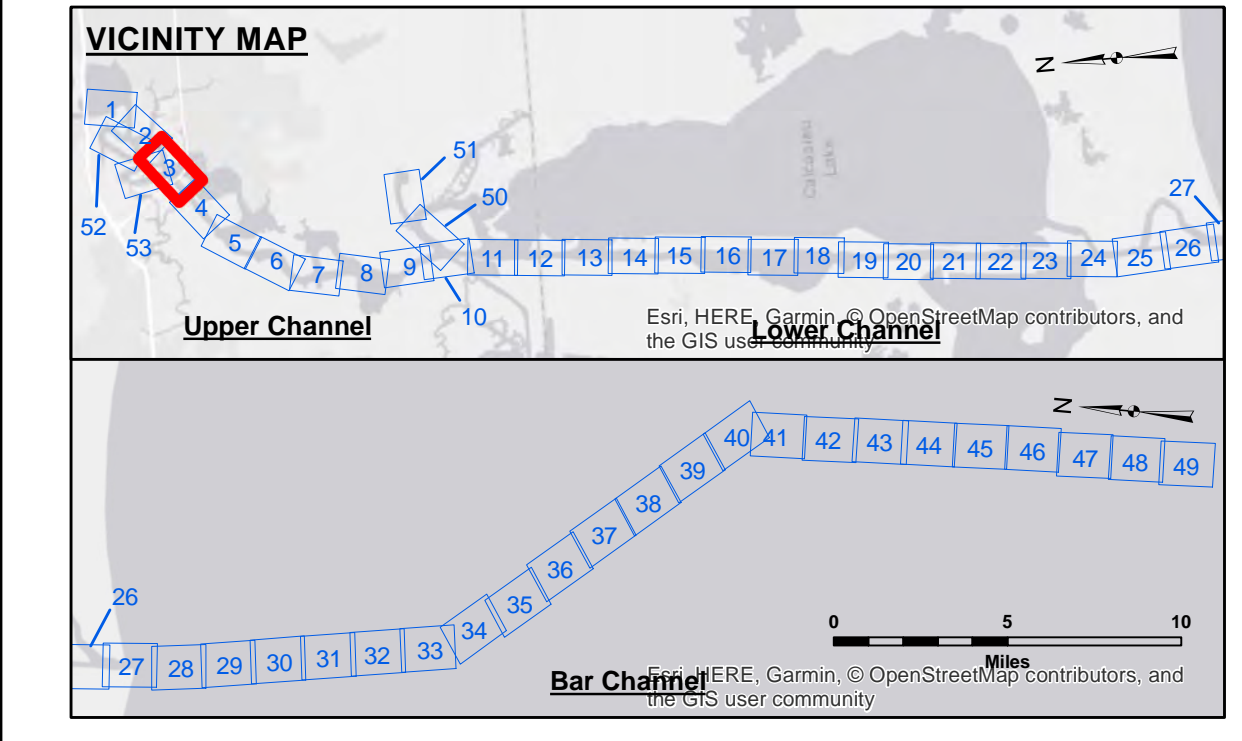 VICINITY MAP
N
1
2
3
4
52
53
5
6
7
8
9
10
51
50
11 12 13 14 15 16 17 18 19 20 21 22 23 24 25 26
27
Calcasieu
Lake
Upper Channel
Lower Channel
Esri, HERE, Garmin, © OpenStreetMap contributors, and
the GIS user community
N
26
27 28 29 30 31 32 33 34 35 36 37 38 39 40 41 42 43 44 45 46 47 48 49
0 5 10
Miles
Bar Channel
Esri, HERE, Garmin, © OpenStreetMap contributors, and
the GIS user community